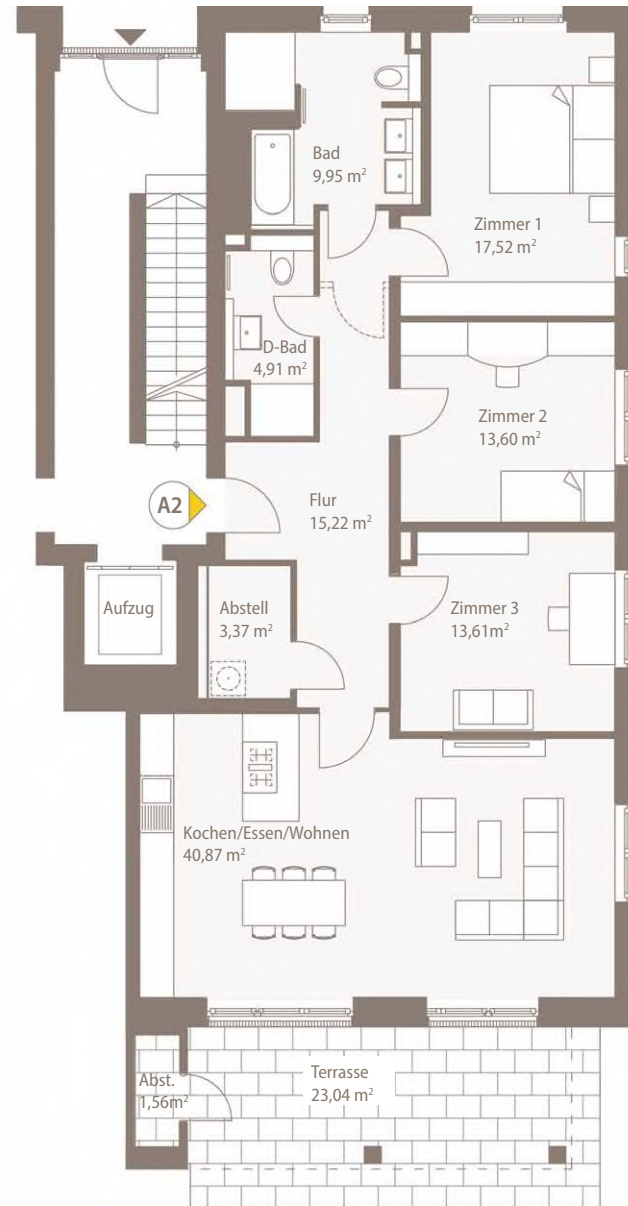 Bad
9,95 m²
Zimmer 1
17,52 m²
D-Bad
4,91 m²
Zimmer 2
13,60 m²
A2
Flur
15,22 m²
Aufzug
Abstell
3,37 m²
Zimmer 3
13,61m²
Kochen/Essen/Wohnen
40,87 m²
Abst.
1,56m²
Terrasse
23,04 m²